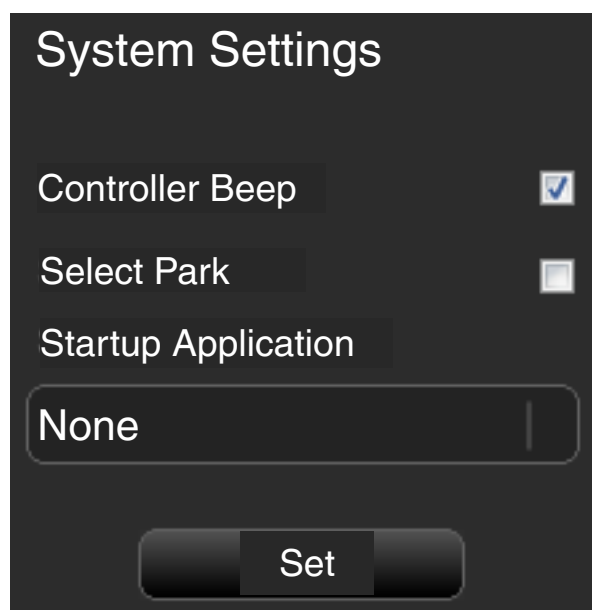 System Settings
Controller Beep
Select Park
Startup Application
None
Set